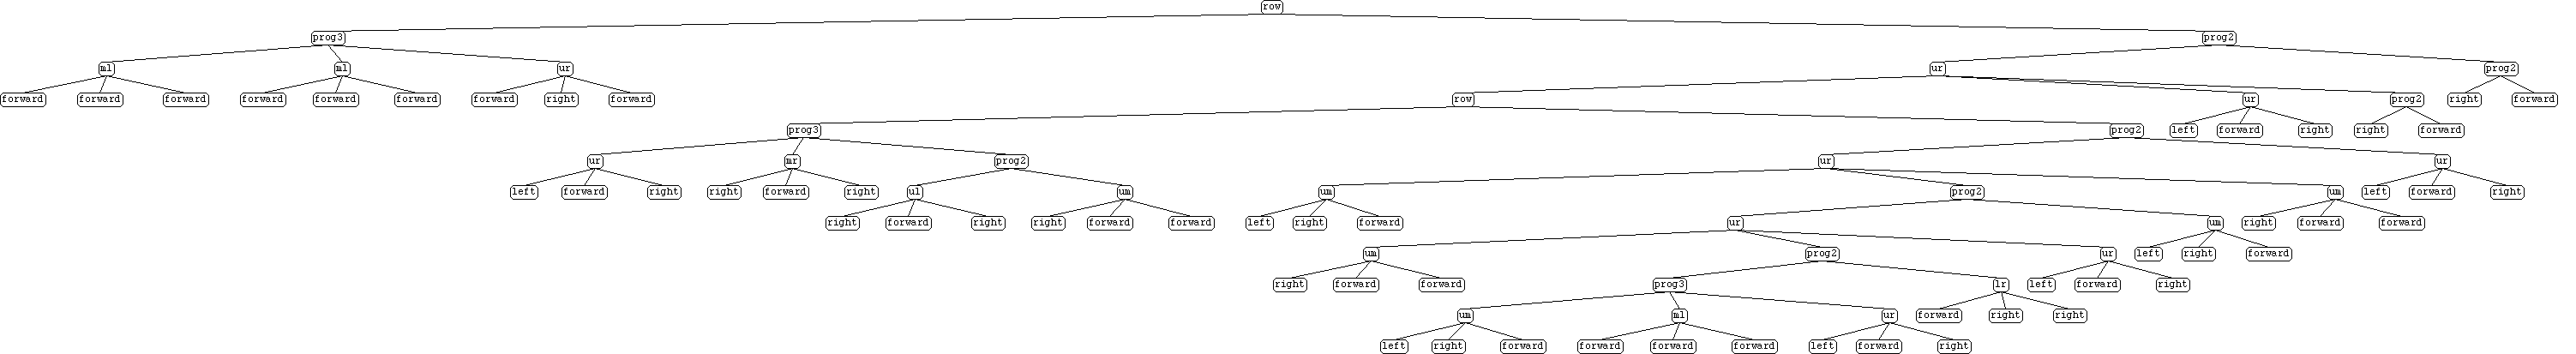 row
prog3 prog2
ml ml ur ur prog2
forward forward forward forward forward forward forward right forward row ur prog2 right forward
prog3 prog2 left forward right right forward
ur mr prog2 ur ur
left forward right right forward right ul um um prog2 um left forward right
right forward right right forward forward left right forward ur um right forward forward
um prog2 ur left right forward
right forward forward prog3 lr left forward right
um ml ur forward right right
left right forward forward forward forward left forward right